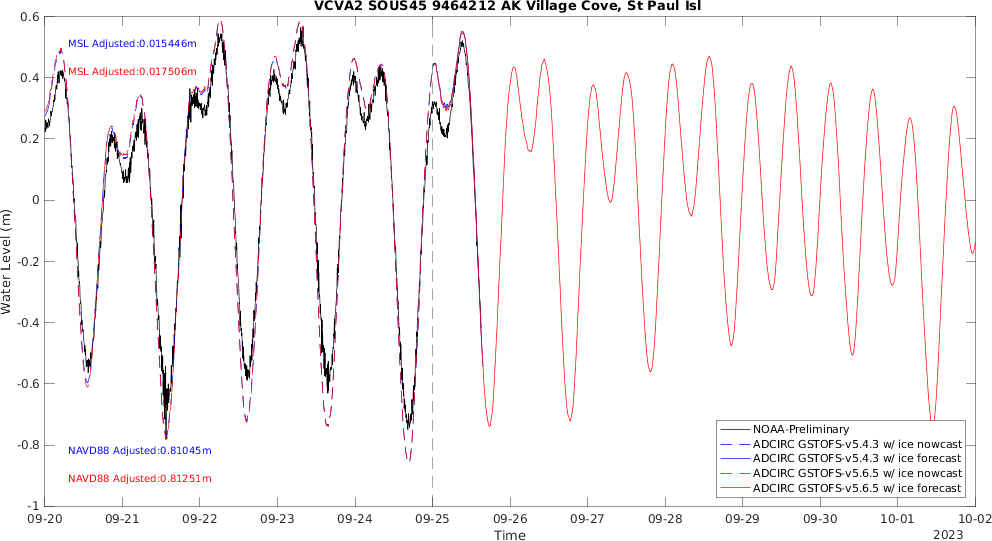 VCVA2 SOUS45 9464212 AK Village Cove, St Paul Isl
0.6
MSL Adjusted:0.015446m
MSL Adjusted:0.017506m
0.4
0.2
0
-0.2
-0.4
-0.6
-0.8
-1
Water Level (m)
NAVD88 Adjusted:0.81045m
NAVD88 Adjusted:0.81251m
NOAA-Preliminary
ADCIRC GSTOFS-v5.4.3 w/ ice nowcast
ADCIRC GSTOFS-v5.4.3 w/ ice forecast
ADCIRC GSTOFS-v5.6.5 w/ ice nowcast
ADCIRC GSTOFS-v5.6.5 w/ ice forecast
09-20 09-21 09-22 09-23 09-24 09-25 09-26 09-27 09-28 09-29 09-30 10-01 10-02
Time
2023